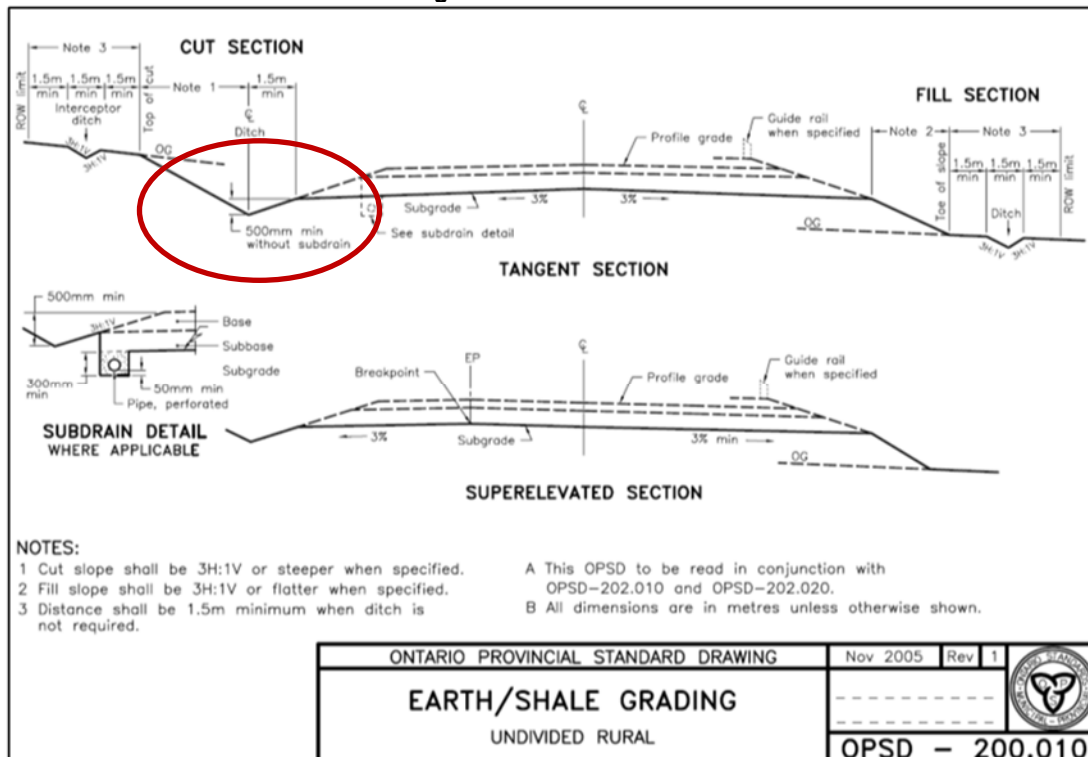 CUT SECTION
Note 3
1.5m min
1.5m min
1.5m min
Note 1
1.5m min
ROW limit
Interceptor ditch
Top of cut
℄
Ditch
3H:1V
3H:1V
OG
500mm min
without subdrain
See subdrain detail
Subgrade
3%
3%
℄
Profile grade
Guide rail
when specified
FILL SECTION
Note 2
Note 3
Toe of slope
1.5m min
1.5m min
1.5m min
ROW limit
Ditch
3H:1V
3H:1V
OG
TANGENT SECTION
500mm min
3H:1V
Base
Subbase
Subgrade
300mm
min
50mm min
Pipe, perforated
SUBDRAIN DETAIL
WHERE APPLICABLE
EP
Breakpoint
℄
Profile grade
Guide rail
when specified
3%
Subgrade
3% min
OG
SUPERELEVATED SECTION
NOTES:
1 Cut slope shall be 3H:1V or steeper when specified.
2 Fill slope shall be 3H:1V or flatter when specified.
3 Distance shall be 1.5m minimum when ditch is
not required.
A This OPSD to be read in conjunction with
OPSD-202.010 and OPSD-202.020.
B All dimensions are in metres unless otherwise shown.
ONTARIO PROVINCIAL STANDARD DRAWING
Nov 2005 Rev 1
EARTH/SHALE GRADING
UNDIVIDED RURAL
OPSD - 200.010